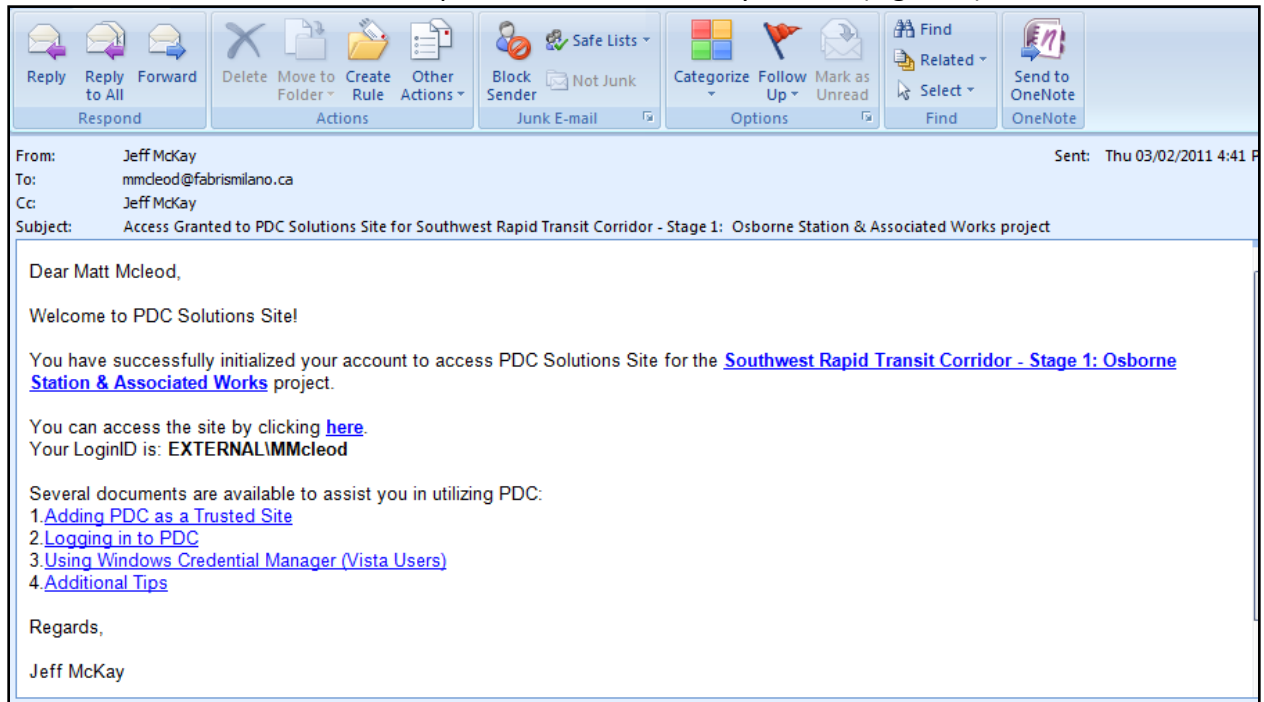 Reply Reply to All Forward
Respond
Delete Move to Folder Create Rule Other Actions
Actions
Block Sender Safe Lists Not Junk
Junk E-mail
Categorize Follow Up Mark as Unread
Options
Find Related Select
Find
Send to OneNote
OneNote
From: Jeff McKay Sent: Thu 03/02/2011 4:41 P
To: mmcleod@fabrismilano.ca
Cc: Jeff McKay
Subject: Access Granted to PDC Solutions Site for Southwest Rapid Transit Corridor - Stage 1: Osborne Station & Associated Works project
Dear Matt Mcleod,
Welcome to PDC Solutions Site!
You have successfully initialized your account to access PDC Solutions Site for the Southwest Rapid Transit Corridor - Stage 1: Osborne
Station & Associated Works project.
You can access the site by clicking here.
Your LoginID is: EXTERNAL\MMcleod
Several documents are available to assist you in utilizing PDC:
1.Adding PDC as a Trusted Site
2.Logging in to PDC
3.Using Windows Credential Manager (Vista Users)
4.Additional Tips
Regards,
Jeff McKay